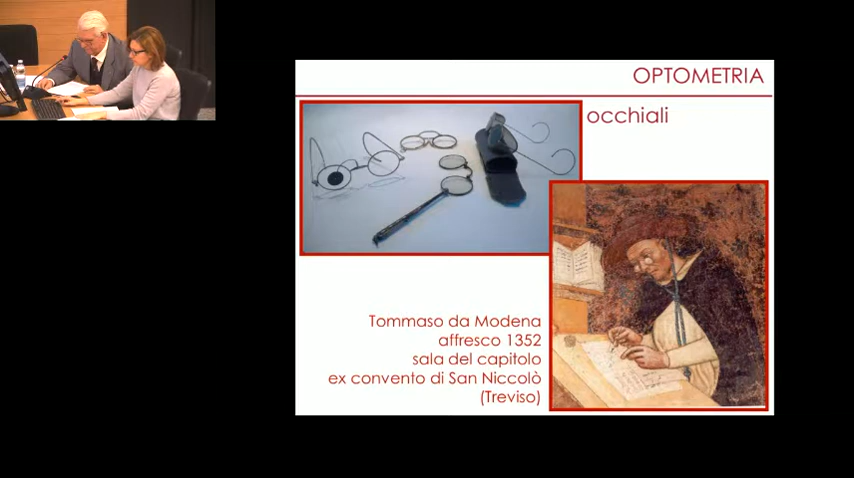 OPTOMETRIA
occhiali
Tommaso da Modena
affresco 1352
sala del capitolo
ex convento di San Niccolò
(Treviso)